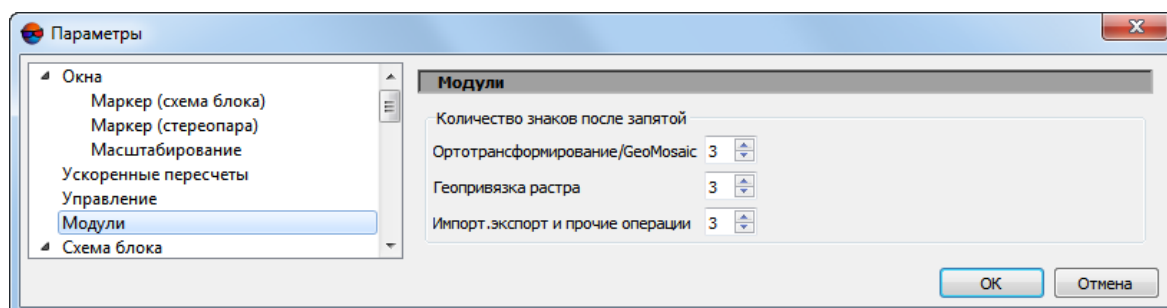 Параметры
Окна
Маркер (схема блока)
Маркер (стереопара)
Масштабирование
Ускоренные пересчеты
Управление
Модули
Схема блока
Модули
Количество знаков после запятой
Ортотрансформирование/GeoMosaic 3
Геопривязка растра 3
Импорт.экспорт и прочие операции 3
ОК Отмена